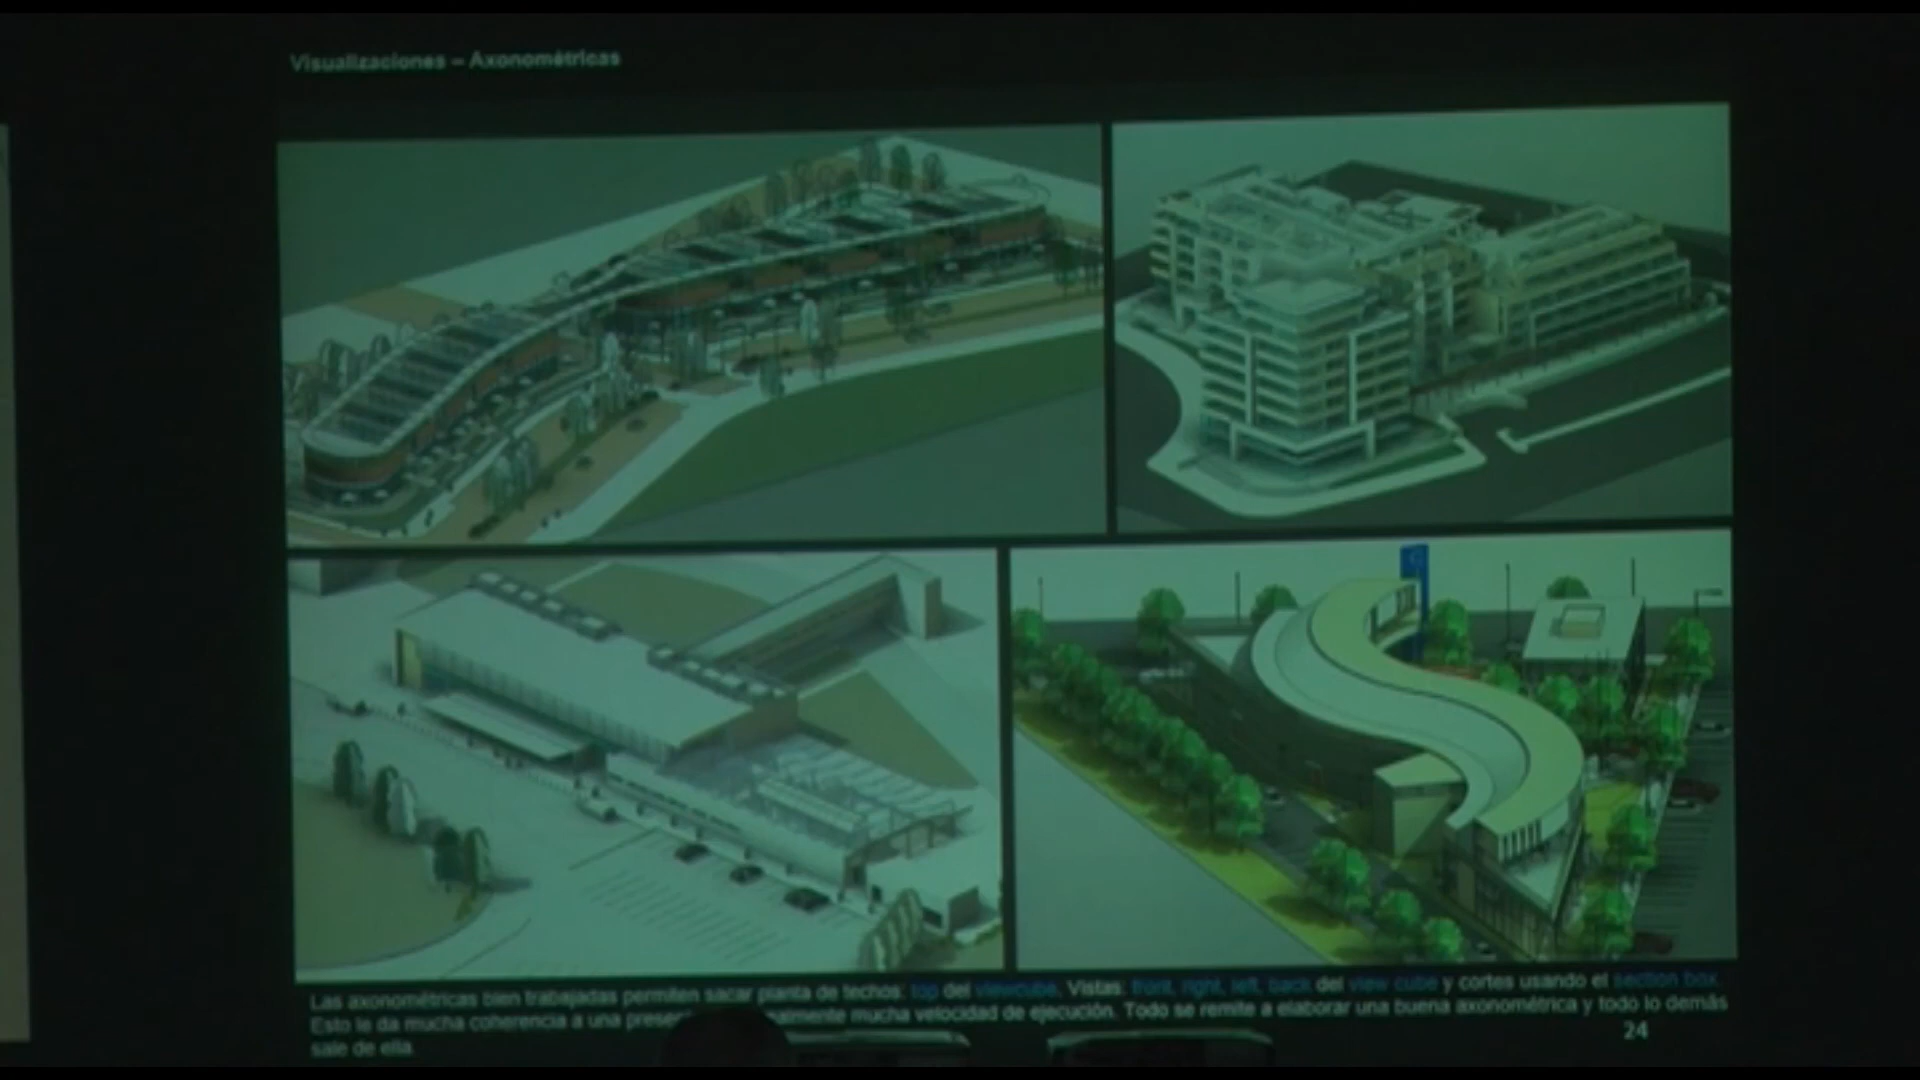 Visualizaciones – Axonométricas
Las axonométricas bien trabajadas permiten sacar planta de techos: top del viewcube. Vistas: front, right, left, back del view cube y cortes usando el section box.
Esto le da mucha coherencia a una mucha velocidad de ejecución. Todo se remite a elaborar una buena axonométrica y todo lo demás
sale de ella
24